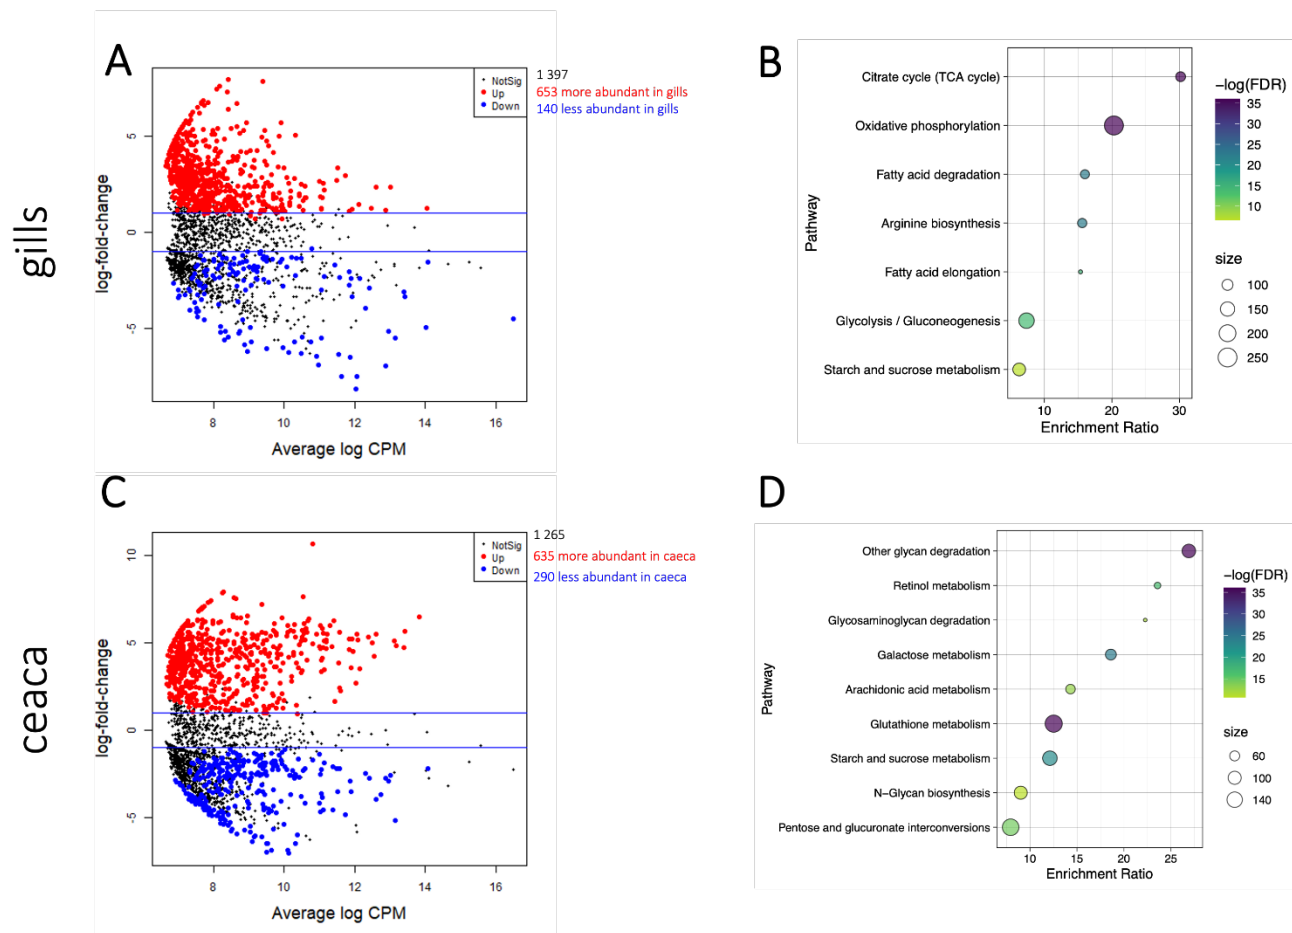 gills
A
NotSig
Up
Down
1 397
653 more abundant in gills
140 less abundant in gills
5
0
-5
log-fold-change
8
10
12
14
16
Average log CPM
B
Citrate cycle (TCA cycle)
Oxidative phosphorylation
Fatty acid degradation
Arginine biosynthesis
Fatty acid elongation
Glycolysis / Gluconeogenesis
Starch and sucrose metabolism
Pathway
10
20
30
Enrichment Ratio
−log(FDR)
35
30
25
20
15
10
size
100
150
200
250
ceaca
C
NotSig
Up
Down
1 265
635 more abundant in caeca
290 less abundant in caeca
10
5
0
-5
log-fold-change
8
10
12
14
16
Average log CPM
D
Other glycan degradation
Retinol metabolism
Glycosaminoglycan degradation
Galactose metabolism
Arachidonic acid metabolism
Glutathione metabolism
Starch and sucrose metabolism
N−Glycan biosynthesis
Pentose and glucuronate interconversions
Pathway
10
15
20
25
Enrichment Ratio
−log(FDR)
35
30
25
20
15
size
60
100
140